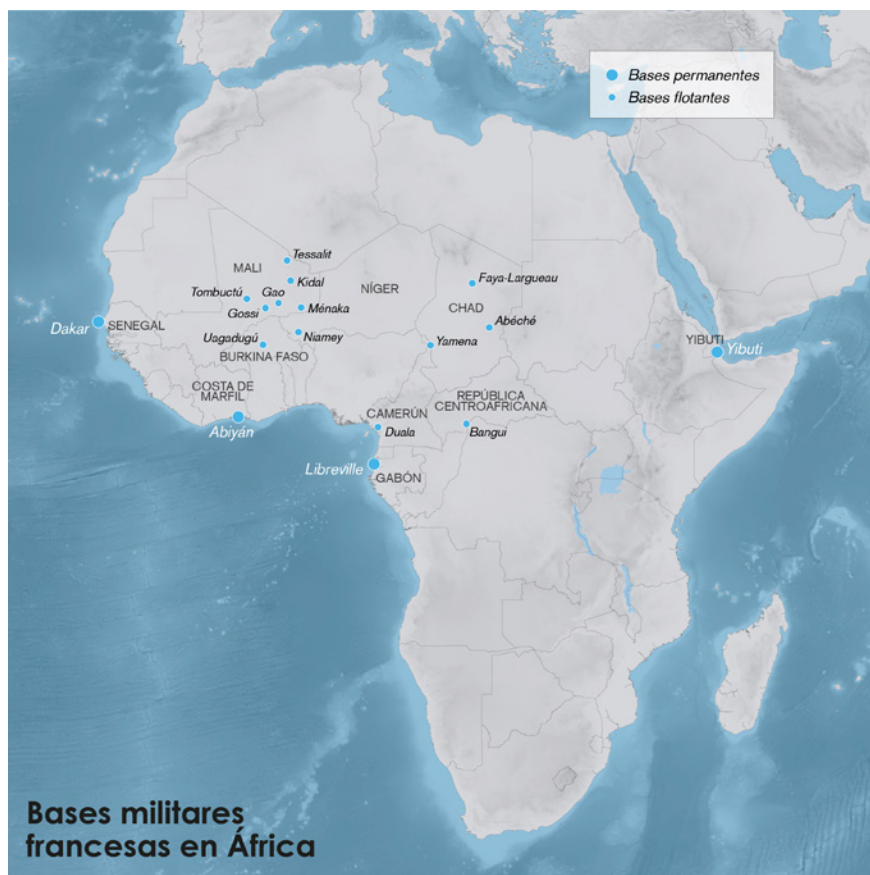 Bases permanentes
Bases flotantes
Tessalit
MALI
Kidal
Faya-Largueau
NÍGER
Tombuctú
Gao
Gossi
Ménaka
CHAD
Dakar
SENEGAL
Abéché
Niamey
Uagadugú
Yamena
YIBUTI
Yibuti
BURKINA FASO
COSTA DE
MARFIL
REPÚBLICA
CENTROAFRICANA
CAMERÚN
Abiyán
Duala
Bangui
Libreville
GABÓN
Bases militares
francesas en África